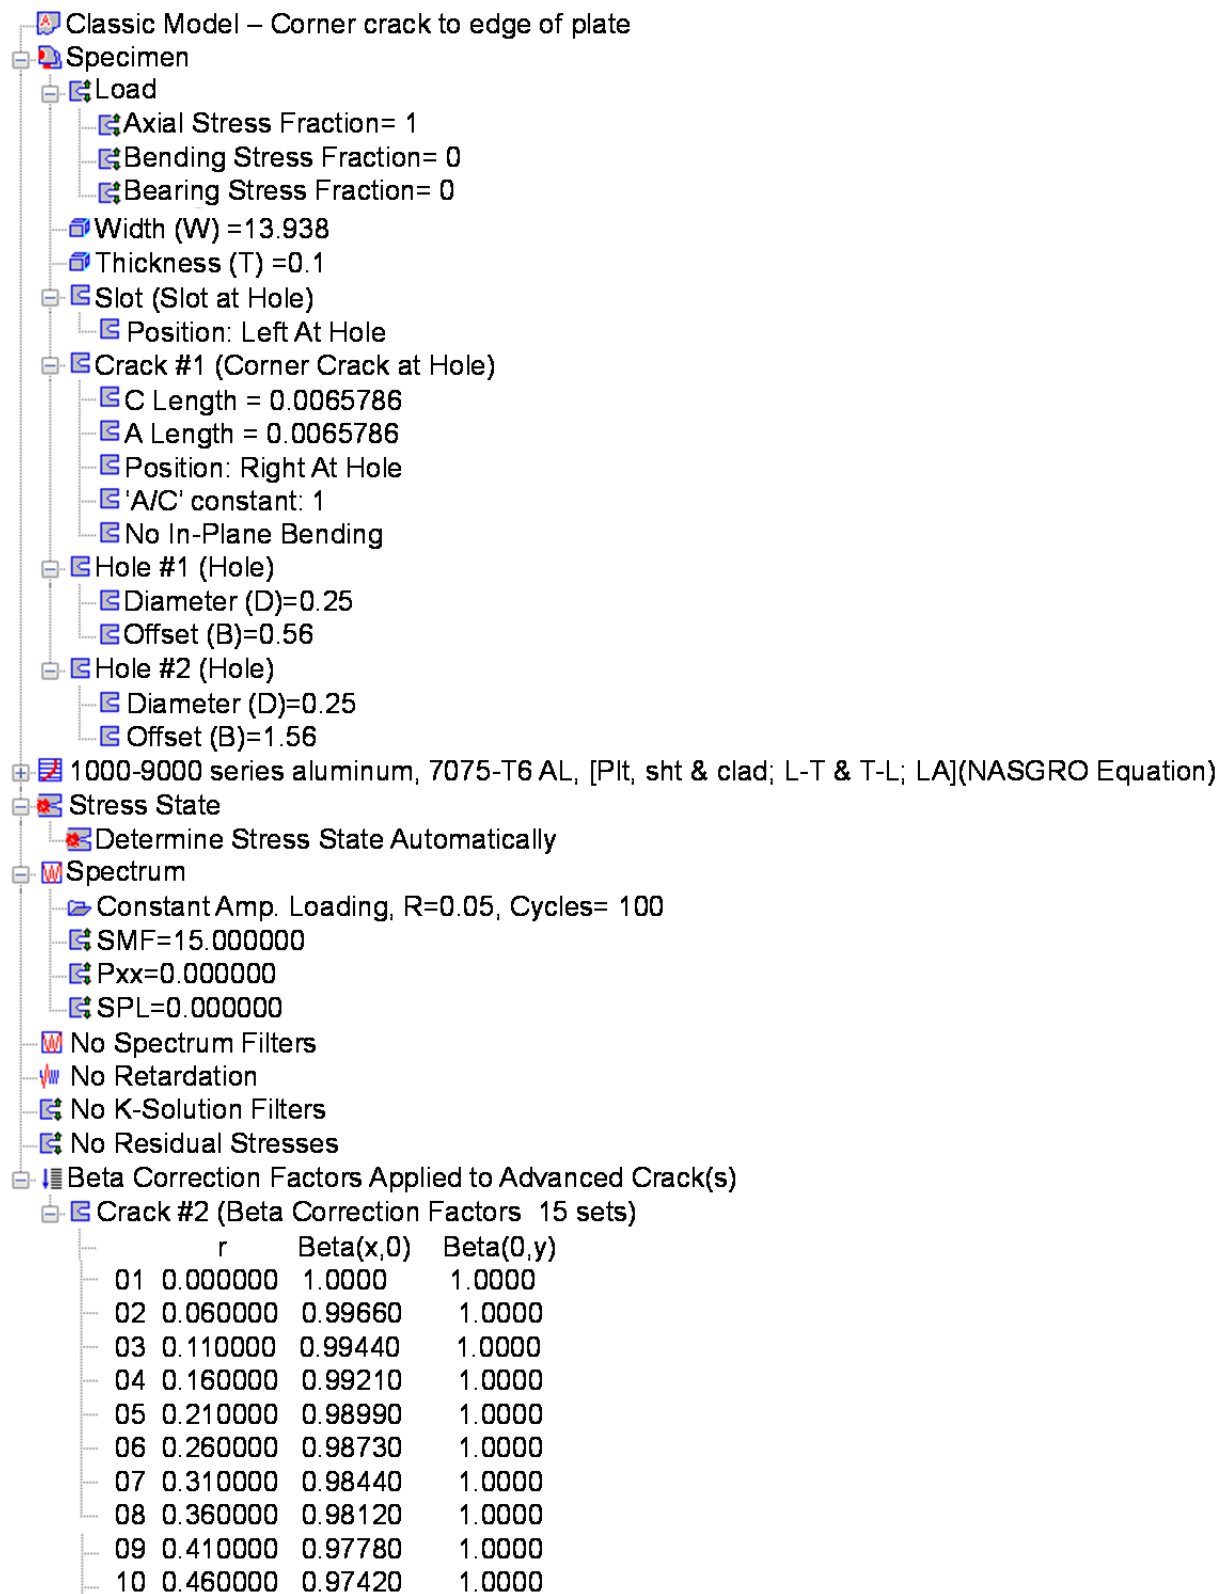 Classic Model – Corner crack to edge of plate
Specimen
Load
Axial Stress Fraction= 1
Bending Stress Fraction= 0
Bearing Stress Fraction= 0
Width (W) =13.938
Thickness (T) =0.1
Slot (Slot at Hole)
Position: Left At Hole
Crack #1 (Corner Crack at Hole)
C Length = 0.0065786
A Length = 0.0065786
Position: Right At Hole
'A/C' constant: 1
No In-Plane Bending
Hole #1 (Hole)
Diameter (D)=0.25
Offset (B)=0.56
Hole #2 (Hole)
Diameter (D)=0.25
Offset (B)=1.56
1000-9000 series aluminum, 7075-T6 AL, [Plt, sht & clad; L-T & T-L; LA](NASGRO Equation)
Stress State
Determine Stress State Automatically
Spectrum
Constant Amp. Loading, R=0.05, Cycles= 100
SMF=15.000000
Pxx=0.000000
SPL=0.000000
No Spectrum Filters
No Retardation
No K-Solution Filters
No Residual Stresses
Beta Correction Factors Applied to Advanced Crack(s)
Crack #2 (Beta Correction Factors 15 sets)
r Beta(x,0) Beta(0,y)
01 0.000000 1.0000 1.0000
02 0.060000 0.99660 1.0000
03 0.110000 0.99440 1.0000
04 0.160000 0.99210 1.0000
05 0.210000 0.98990 1.0000
06 0.260000 0.98730 1.0000
07 0.310000 0.98440 1.0000
08 0.360000 0.98120 1.0000
09 0.410000 0.97780 1.0000
10 0.460000 0.97420 1.0000